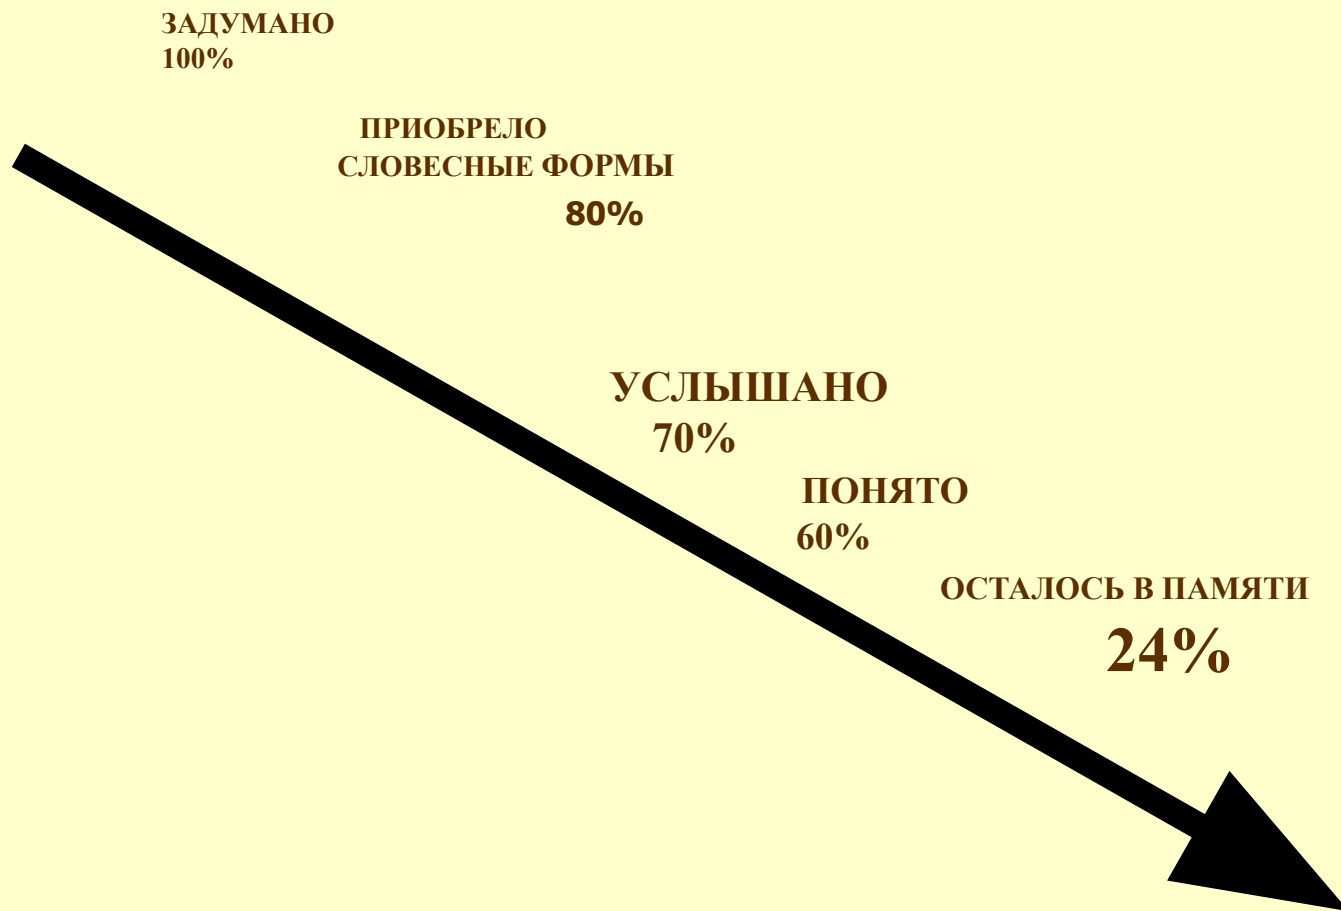 ЗАДУМАНО
100%
ПРИОБРЕЛО
СЛОВЕСНЫЕ ФОРМЫ
80%
УСЛЫШАНО
70%
ПОНЯТО
60%
ОСТАЛОСЬ В ПАМЯТИ
24%